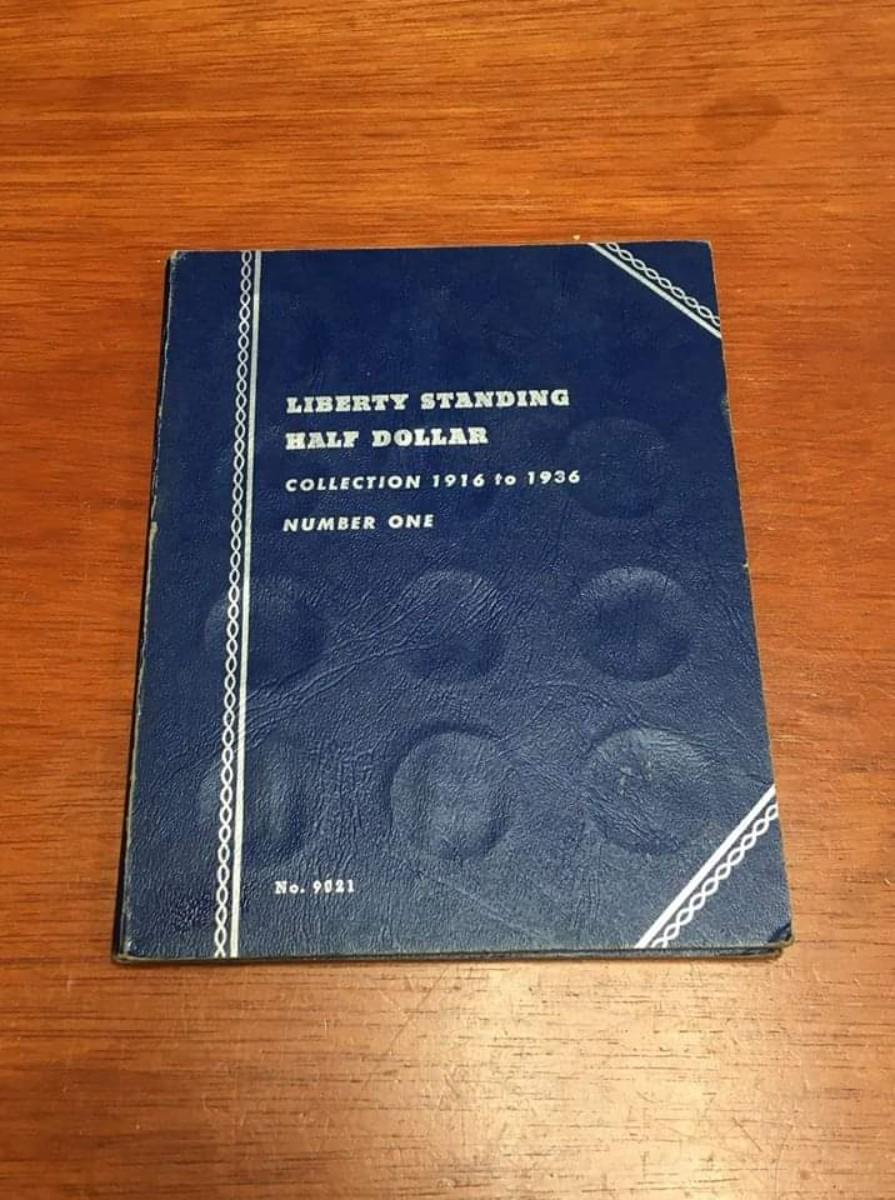 LIBERTY STANDING
HALF DOLLAR
COLLECTION 1916 to 1936
NUMBER ONE
No. 9021